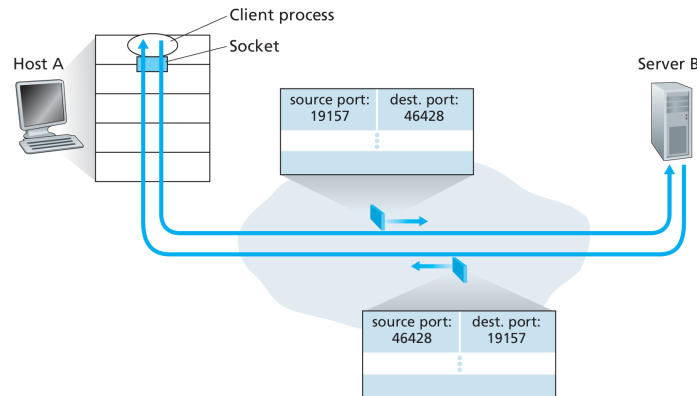 Client process
Socket
Host A
Server B
source port: dest. port:
19157 46428
source port: dest. port:
46428 19157